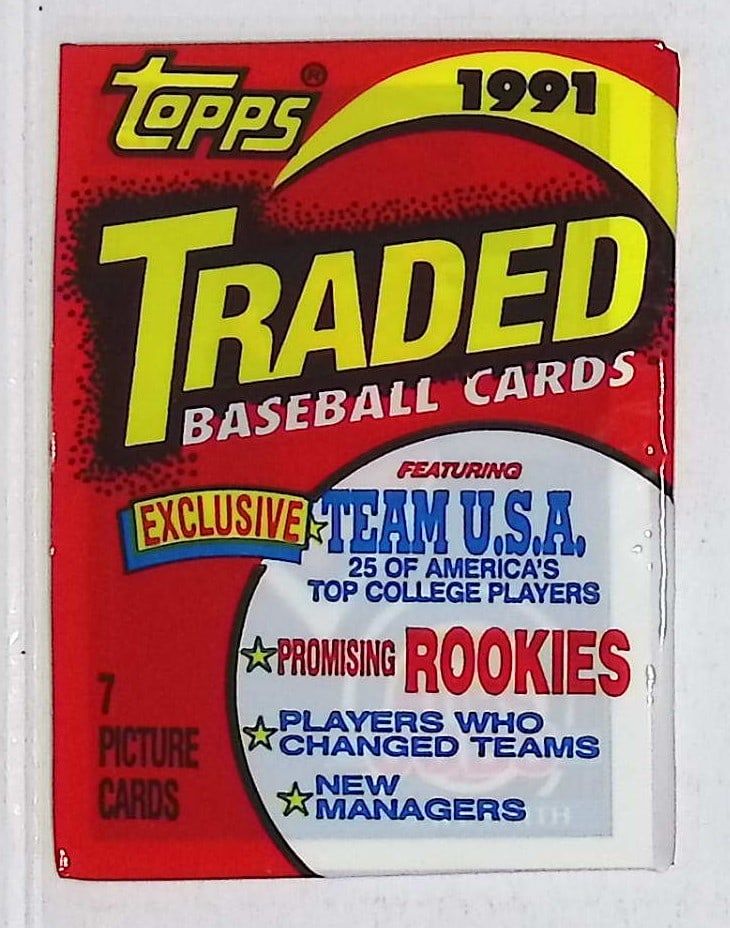 topps®
1991
TRADED
BASEBALL CARDS
FEATURING
EXCLUSIVE
TEAM U.S.A.
25 OF AMERICA'S
TOP COLLEGE PLAYERS
PROMISING ROOKIES
PLAYERS WHO
CHANGED TEAMS
NEW
MANAGERS
7
PICTURE
CARDS